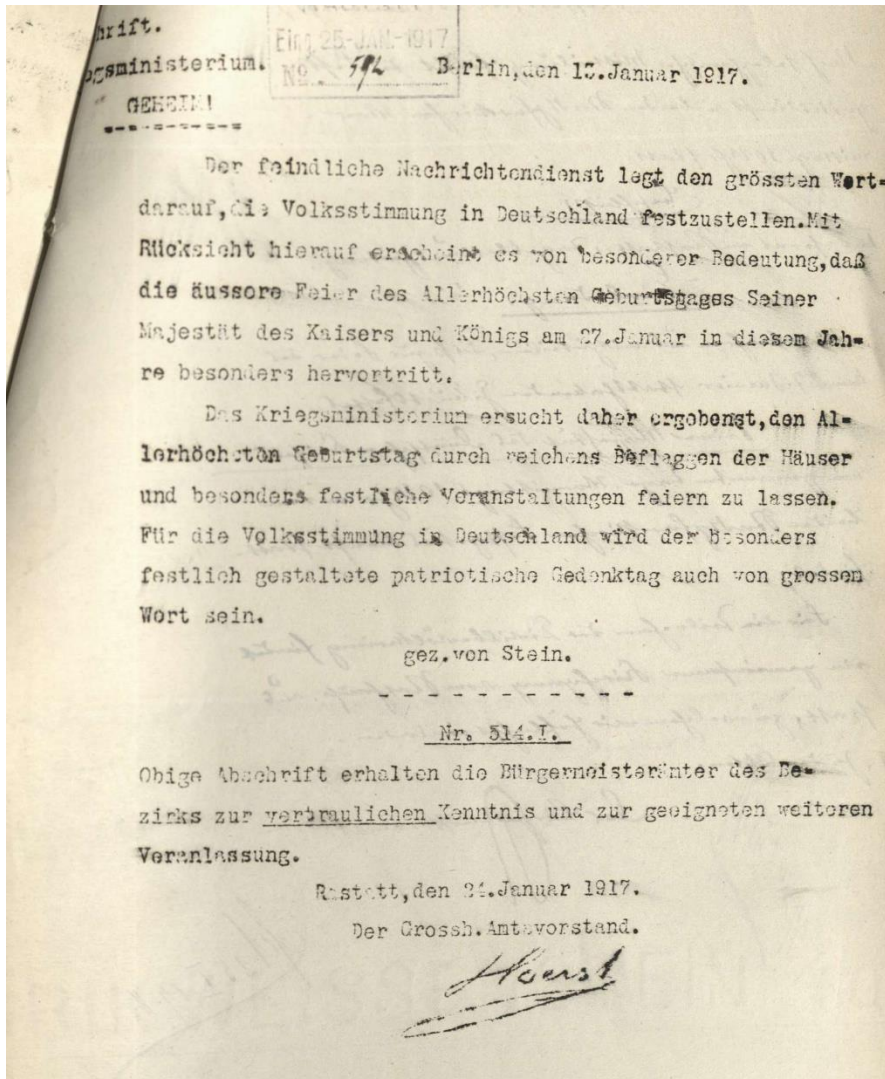 hrift.
Eing. 25-JAN.-1917
gsministerium.
No. 592
Berlin,den 13.Januar 1917.
GEHEIM!
Der feindliche Nachrichtendienst legt den grössten Wert-
darauf,die Volksstimmung in Deutschland festzustellen.Mit
Rücksicht hierauf erscheint es von besonderer Bedeutung,daß
die äussere Feier des Allerhöchsten Geburtstages Seiner
Majestät des Kaisers und Königs am 27.Januar in diesem Jah-
re besonders hervortritt.
Das Kriegsministerium ersucht daher ergebenst,den Al-
lerhöchsten Geburtstag durch reichens Beflaggen der Häuser
und besonders festliche Veranstaltungen feiern zu lassen.
Für die Volksstimmung in Deutschland wird der besonders
festlich gestaltete patriotische Gedenktag auch von grossem
Wert sein.
gez.von Stein.
- - - - - - - - - - - -
Nr. 514.I.
Obige Abschrift erhalten die Bürgermeisterämter des Be-
zirks zur vertraulichen Kenntnis und zur geeigneten weiteren
Veranlassung.
Rastatt,den 24.Januar 1917.
Der Grossh.Amtsvorstand.